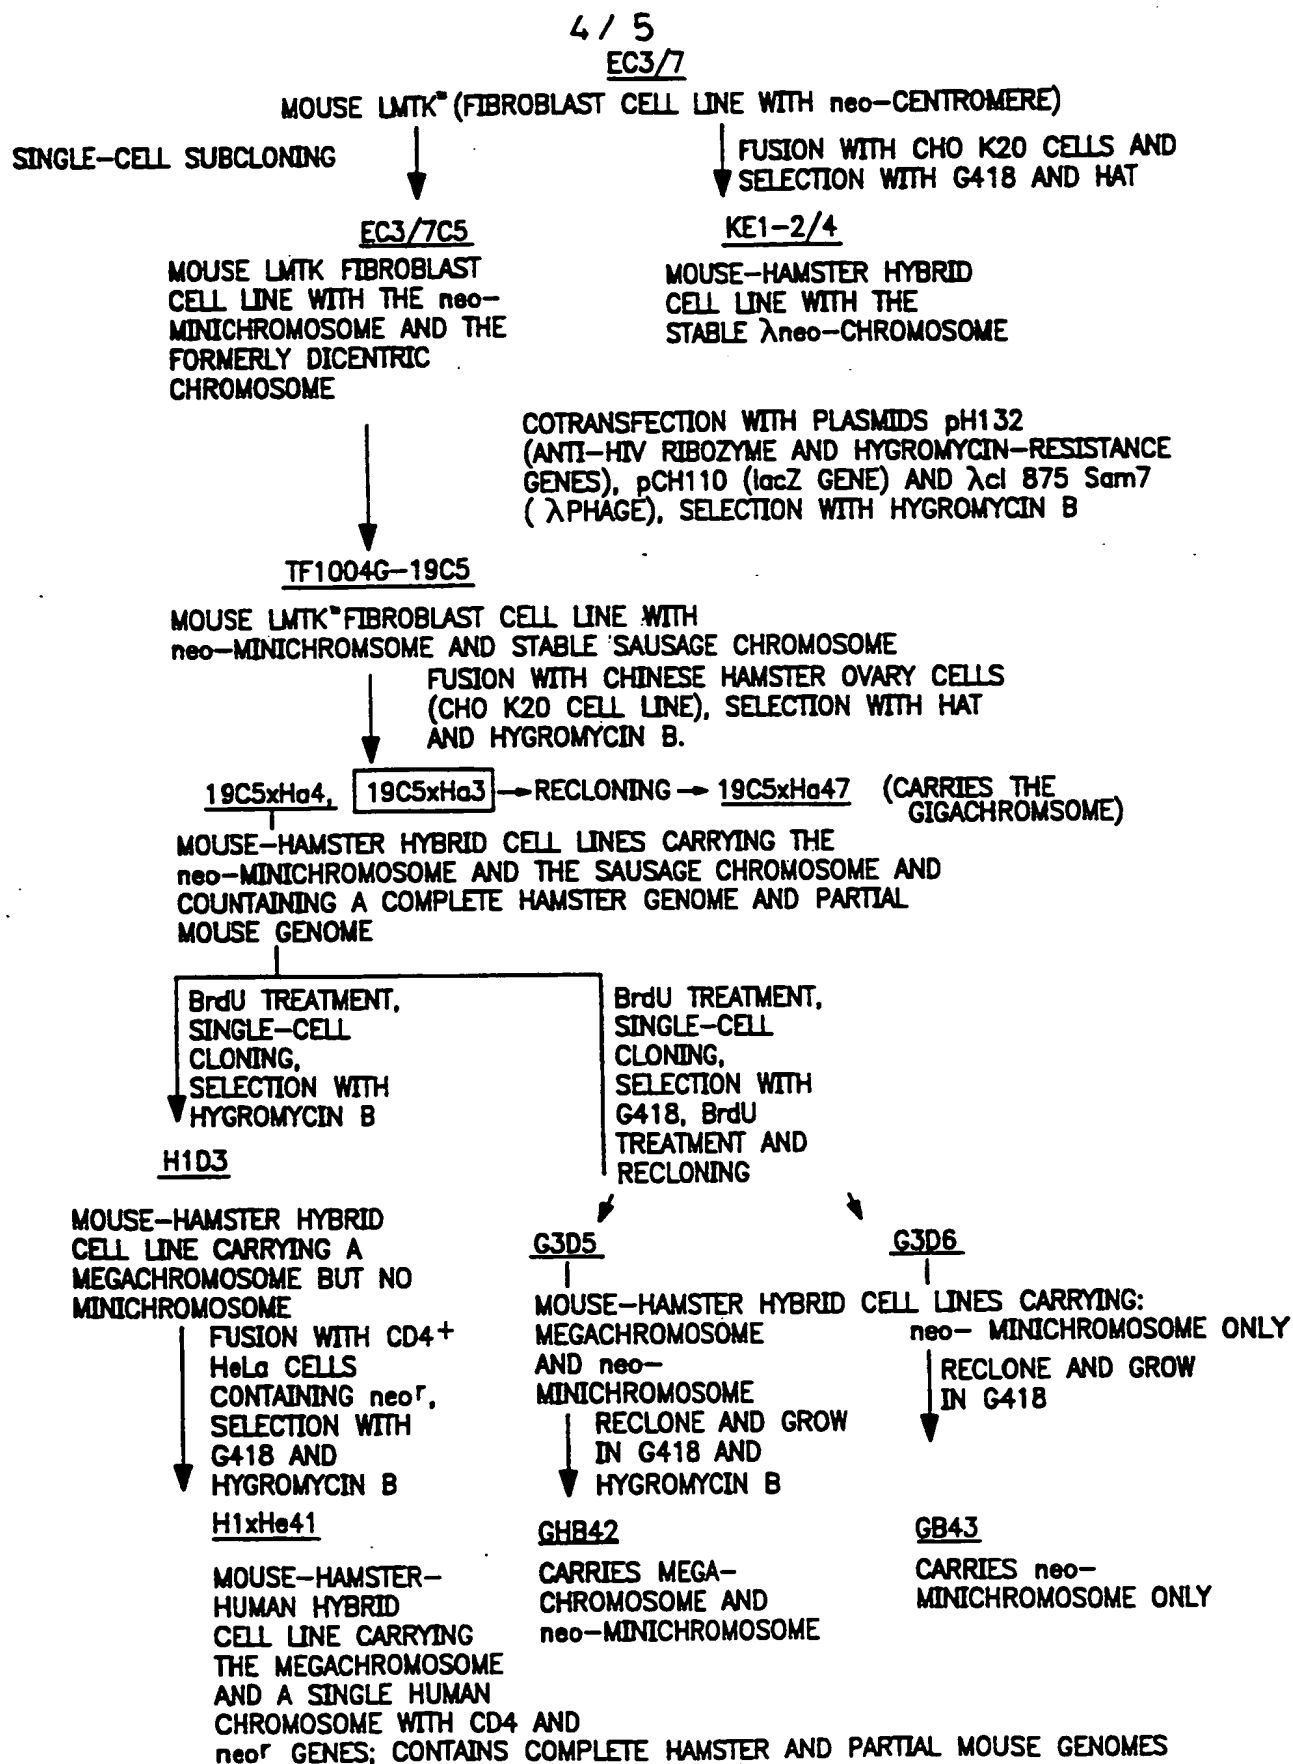 4/5
EC3/7
MOUSE LMTK⁻ (FIBROBLAST CELL LINE WITH neo-CENTROMERE)
SINGLE-CELL SUBCLONING
FUSION WITH CHO K20 CELLS AND
SELECTION WITH G418 AND HAT
EC3/7C5
MOUSE LMTK FIBROBLAST
CELL LINE WITH THE neo-
MINICHROMOSOME AND THE
FORMERLY DICENTRIC
CHROMOSOME
KE1-2/4
MOUSE-HAMSTER HYBRID
CELL LINE WITH THE
STABLE λneo-CHROMOSOME
COTRANSFECTION WITH PLASMIDS pH132
(ANTI-HIV RIBOZYME AND HYGROMYCIN-RESISTANCE
GENES), pCH110 (lacZ GENE) AND λcI 875 Sam7
( λPHAGE), SELECTION WITH HYGROMYCIN B
TF1004G-19C5
MOUSE LMTK⁻FIBROBLAST CELL LINE WITH
neo-MINICHROMSOME AND STABLE SAUSAGE CHROMOSOME
FUSION WITH CHINESE HAMSTER OVARY CELLS
(CHO K20 CELL LINE), SELECTION WITH HAT
AND HYGROMYCIN B.
19C5xHa4, 19C5xHa3 → RECLONING → 19C5xHa47 (CARRIES THE
GIGACHROMSOME)
MOUSE-HAMSTER HYBRID CELL LINES CARRYING THE
neo-MINICHROMOSOME AND THE SAUSAGE CHROMOSOME AND
COUNTAINING A COMPLETE HAMSTER GENOME AND PARTIAL
MOUSE GENOME
BrdU TREATMENT,
SINGLE-CELL
CLONING,
SELECTION WITH
HYGROMYCIN B
BrdU TREATMENT,
SINGLE-CELL
CLONING,
SELECTION WITH
G418, BrdU
TREATMENT AND
RECLONING
H1D3
MOUSE-HAMSTER HYBRID
CELL LINE CARRYING A
MEGACHROMOSOME BUT NO
MINICHROMOSOME
G3D5
G3D6
MOUSE-HAMSTER HYBRID CELL LINES CARRYING:
MEGACHROMOSOME
AND neo-
MINICHROMOSOME
neo- MINICHROMOSOME ONLY
FUSION WITH CD4+
HeLa CELLS
CONTAINING neoʳ,
SELECTION WITH
G418 AND
HYGROMYCIN B
RECLONE AND GROW
IN G418 AND
HYGROMYCIN B
RECLONE AND GROW
IN G418
H1xHe41
MOUSE-HAMSTER-
HUMAN HYBRID
CELL LINE CARRYING
THE MEGACHROMOSOME
AND A SINGLE HUMAN
CHROMOSOME WITH CD4 AND
neoʳ GENES; CONTAINS COMPLETE HAMSTER AND PARTIAL MOUSE GENOMES
GHB42
CARRIES MEGA-
CHROMOSOME AND
neo-MINICHROMOSOME
GB43
CARRIES neo-
MINICHROMOSOME ONLY